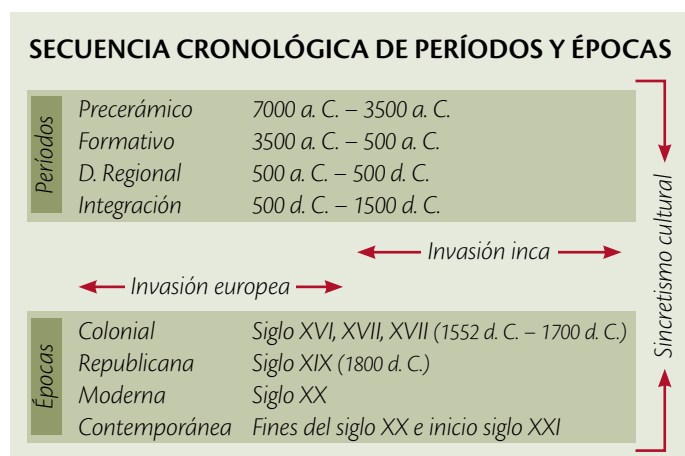 SECUENCIA CRONOLÓGICA DE PERÍODOS Y ÉPOCAS
Períodos
Precerámico 7000 a. C. – 3500 a. C.
Formativo 3500 a. C. – 500 a. C.
D. Regional 500 a. C. – 500 d. C.
Integración 500 d. C. – 1500 d. C.
Invasión inca
Invasión europea
Sincretismo cultural
Épocas
Colonial Siglo XVI, XVII, XVII (1552 d. C. – 1700 d. C.)
Republicana Siglo XIX (1800 d. C.)
Moderna Siglo XX
Contemporánea Fines del siglo XX e inicio siglo XXI